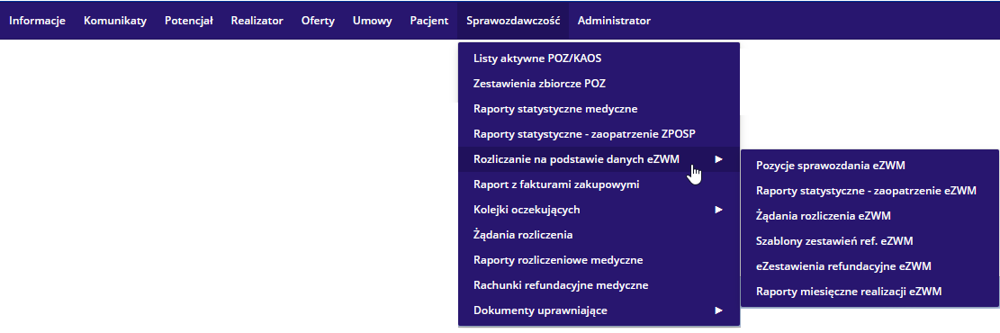 Informacje Komunikaty Potencjał Realizator Oferty Umowy Pacjent Sprawozdawczość Administrator
Listy aktywne POZ/KAOS
Zestawienia zbiorcze POZ
Raporty statystyczne medyczne
Raporty statystyczne - zaopatrzenie ZPOSP
Rozliczanie na podstawie danych eZWM
Raport z fakturami zakupowymi
Kolejki oczekujących
Żądania rozliczenia
Raporty rozliczeniowe medyczne
Rachunki refundacyjne medyczne
Dokumenty uprawniające
Pozycje sprawozdania eZWM
Raporty statystyczne - zaopatrzenie eZWM
Żądania rozliczenia eZWM
Szablony zestawień ref. eZWM
eZestawienia refundacyjne eZWM
Raporty miesięczne realizacji eZWM